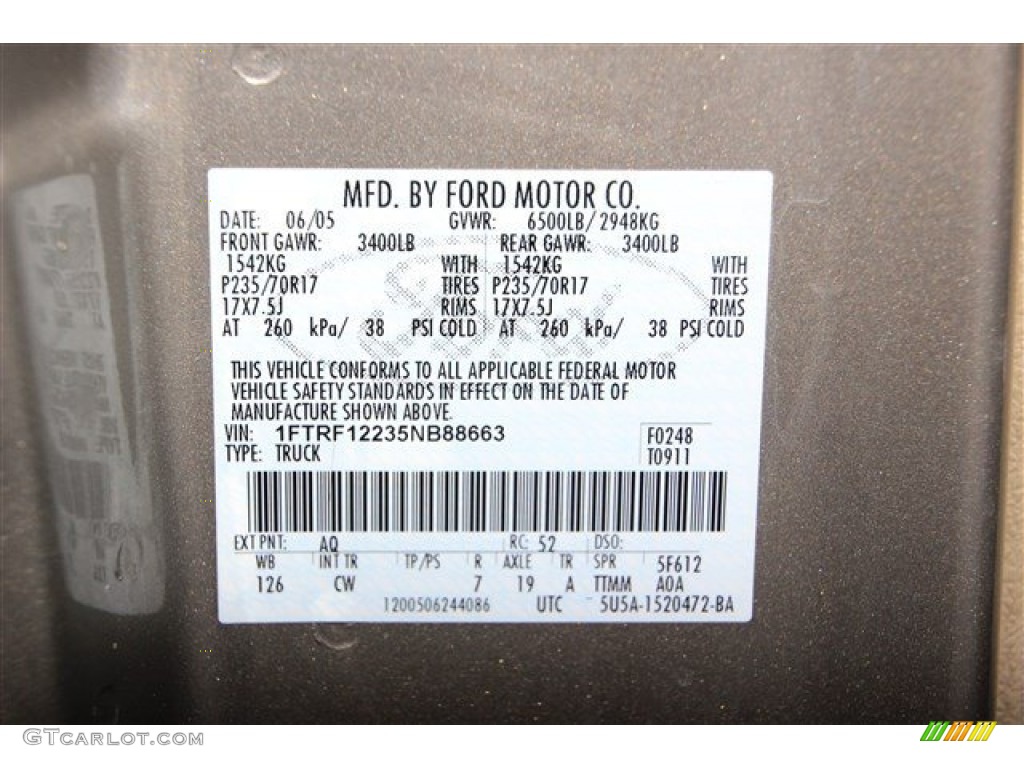 MFD. BY FORD MOTOR CO.
DATE: 06/05 GVWR: 6500LB/ 2948KG
FRONT GAWR: 3400LB REAR GAWR: 3400LB
1542KG WITH 1542KG WITH
P235/70R17 TIRES P235/70R17 TIRES
17X7.5J RIMS 17X7.5J RIMS
AT 260 kPa/ 38 PSI COLD AT 260 kPa/ 38 PSI COLD
THIS VEHICLE CONFORMS TO ALL APPLICABLE FEDERAL MOTOR
VEHICLE SAFETY STANDARDS IN EFFECT ON THE DATE OF
MANUFACTURE SHOWN ABOVE.
VIN: 1FTRF12235NB88663 F0248
TYPE: TRUCK T0911
EXT PNT: AQ RC: 52 DSO:
WB INT TR TP/PS R AXLE TR SPR 5F612
126 CW 7 19 A TTMM A0A
1200506244086 UTC 5U5A-1520472-BA
GTCarLot.com